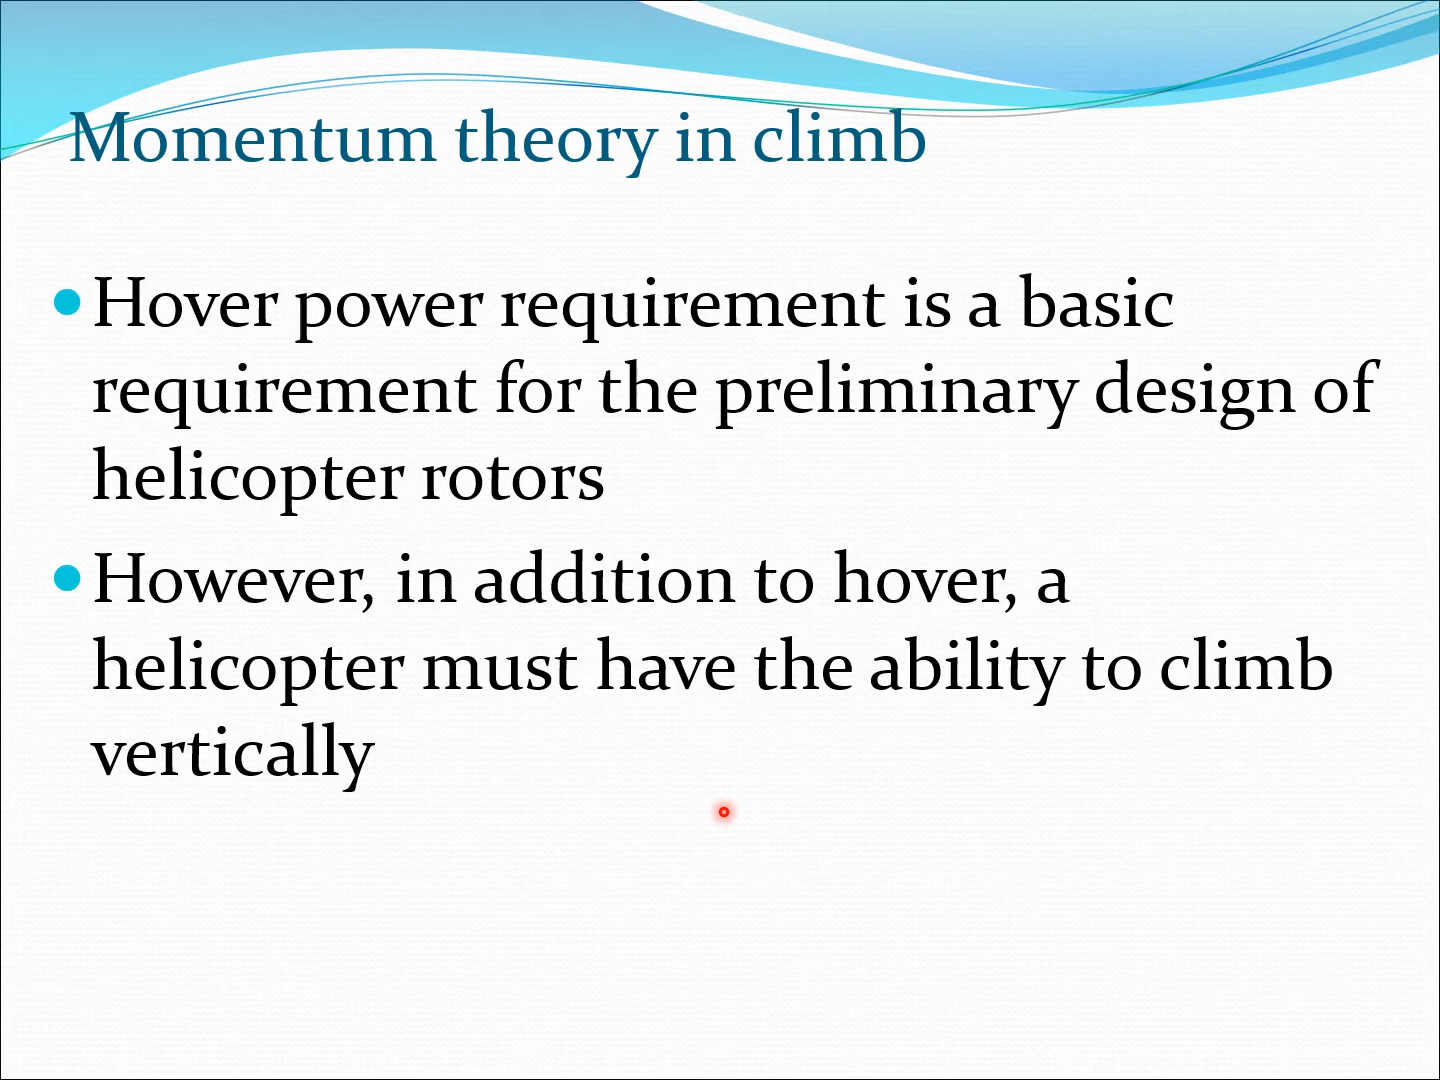 Momentum theory in climb
Hover power requirement is a basic
requirement for the preliminary design of
helicopter rotors
However, in addition to hover, a
helicopter must have the ability to climb
vertically